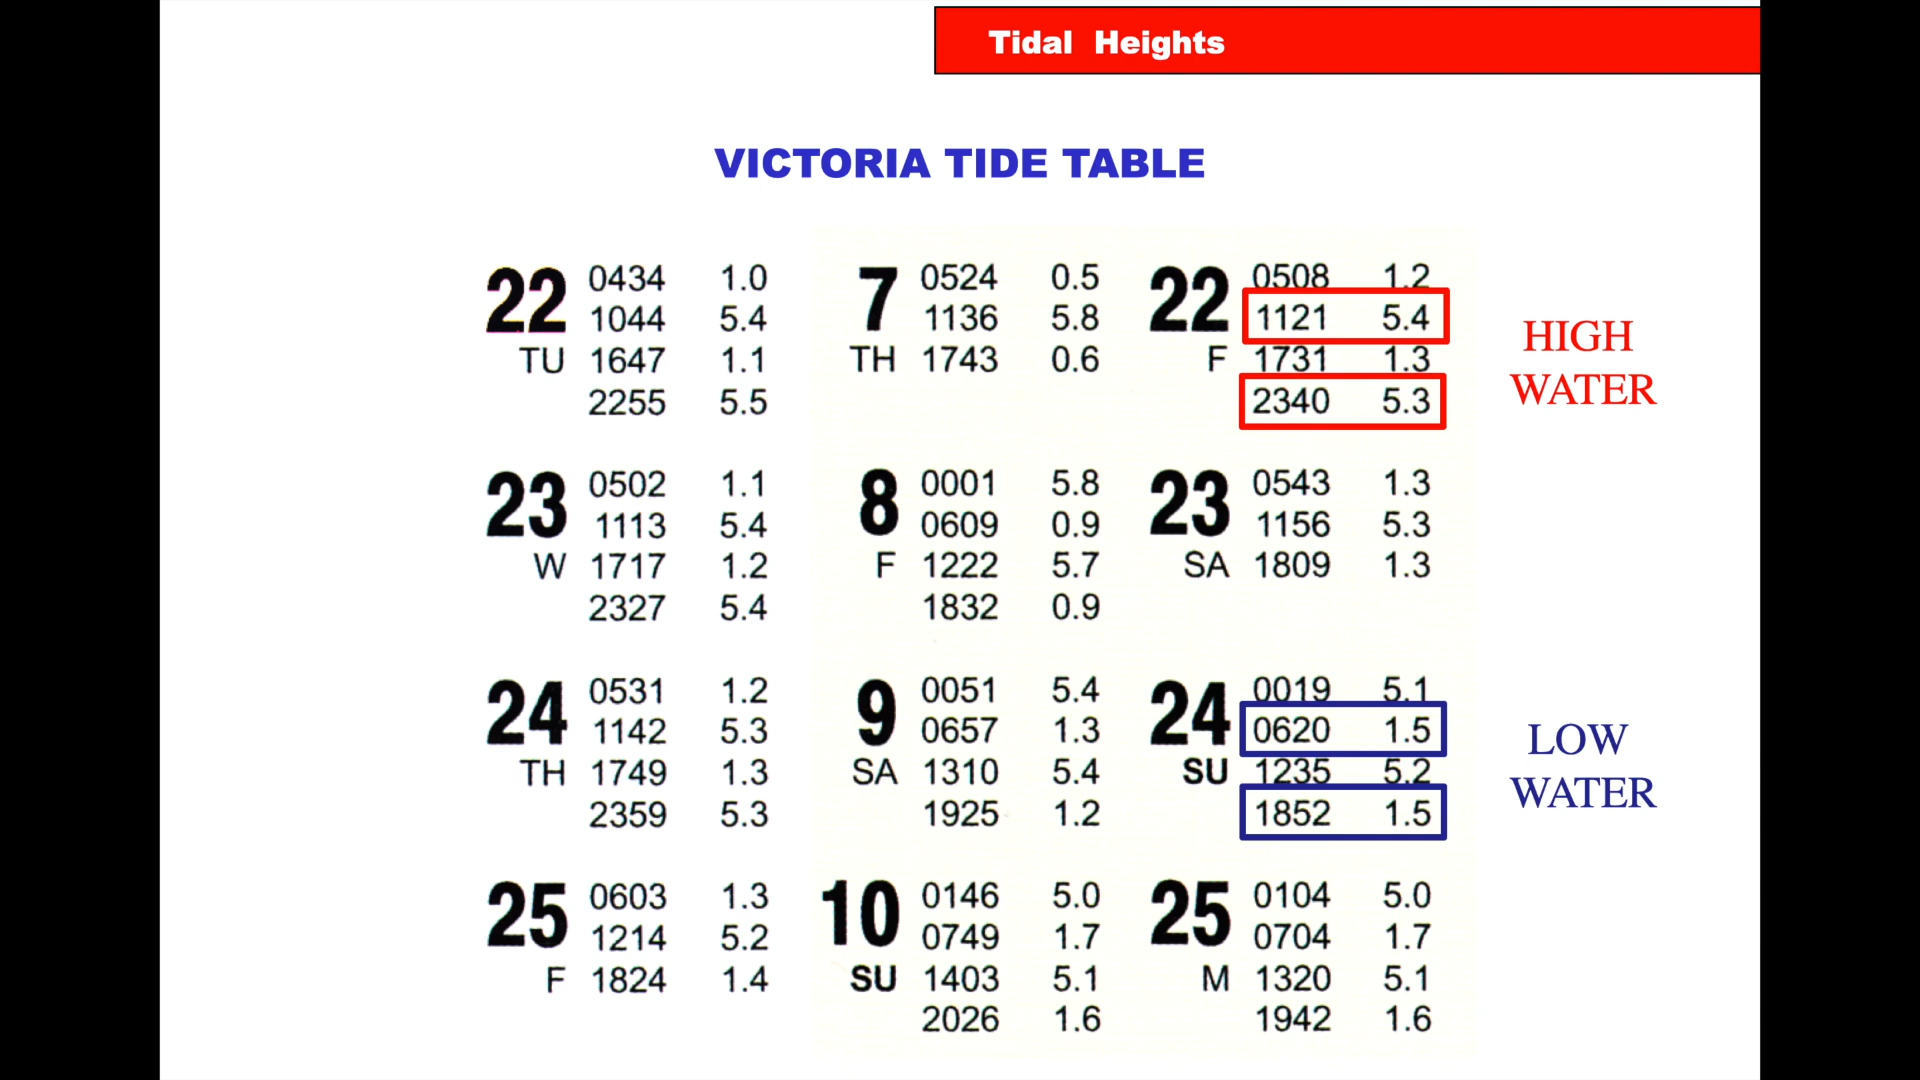 Tidal Heights
VICTORIA TIDE TABLE
22 0434 1.0
1044 5.4
TU 1647 1.1
2255 5.5
23 0502 1.1
1113 5.4
W 1717 1.2
2327 5.4
24 0531 1.2
1142 5.3
TH 1749 1.3
2359 5.3
25 0603 1.3
1214 5.2
F 1824 1.4
7 0524 0.5
1136 5.8
TH 1743 0.6
8 0001 5.8
0609 0.9
F 1222 5.7
1832 0.9
9 0051 5.4
0657 1.3
SA 1310 5.4
1925 1.2
10 0146 5.0
0749 1.7
SU 1403 5.1
2026 1.6
22 0508 1.2
1121 5.4
F 1731 1.3
2340 5.3
23 0543 1.3
1156 5.3
SA 1809 1.3
24 0019 5.1
0620 1.5
SU 1235 5.2
1852 1.5
25 0104 5.0
0704 1.7
M 1320 5.1
1942 1.6
HIGH
WATER
LOW
WATER